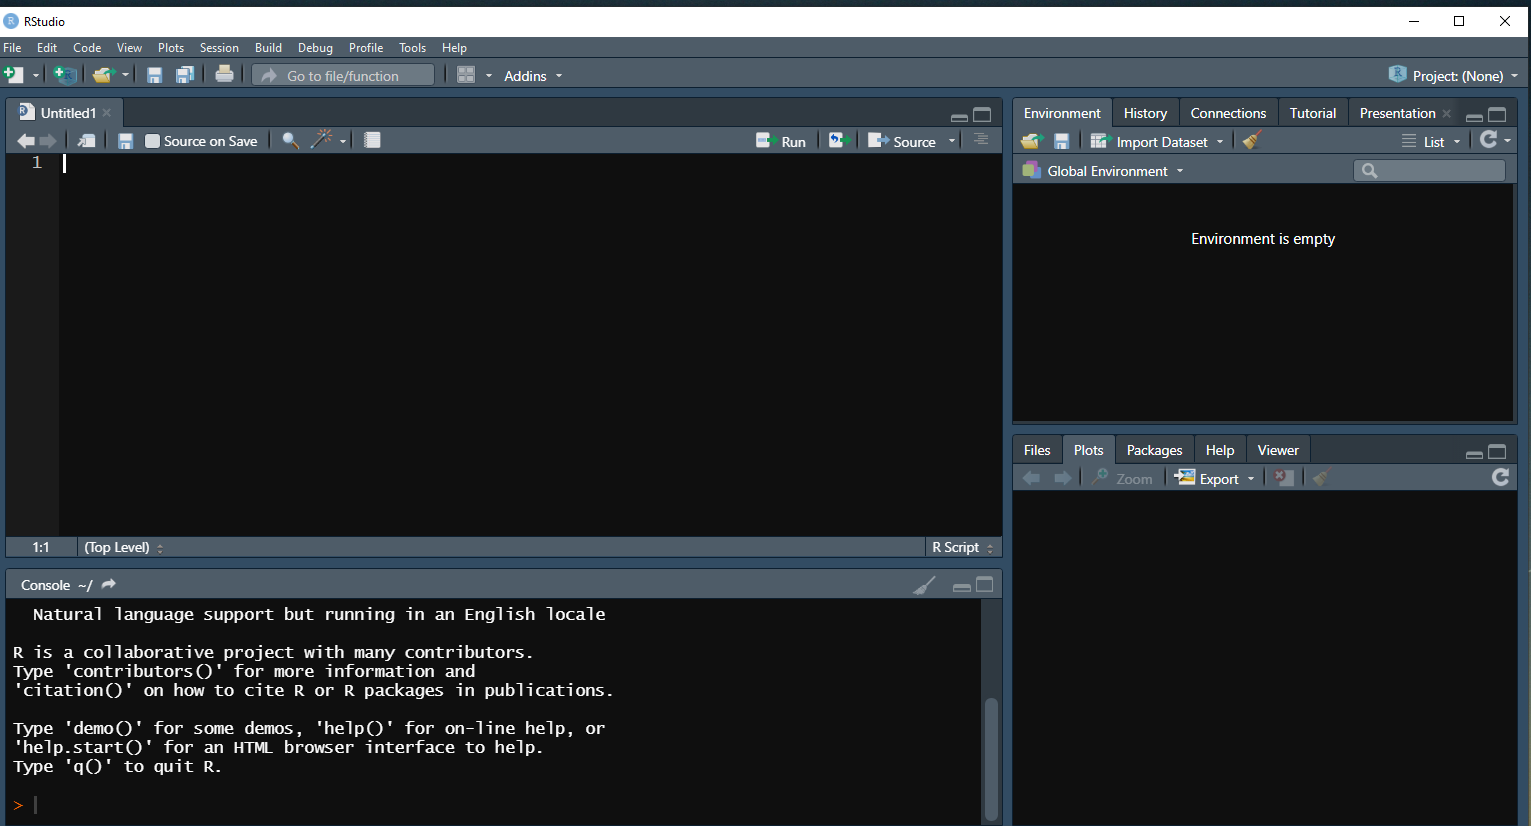 RStudio
File Edit Code View Plots Session Build Debug Profile Tools Help
Go to file/function Addins Project: (None)
Untitled1
Source on Save Run Source
1
1:1 (Top Level) R Script
Console ~/
Natural language support but running in an English locale
R is a collaborative project with many contributors.
Type 'contributors()' for more information and
'citation()' on how to cite R or R packages in publications.
Type 'demo()' for some demos, 'help()' for on-line help, or
'help.start()' for an HTML browser interface to help.
Type 'q()' to quit R.
>
Environment History Connections Tutorial Presentation
Import Dataset List
Global Environment
Environment is empty
Files Plots Packages Help Viewer
Zoom Export